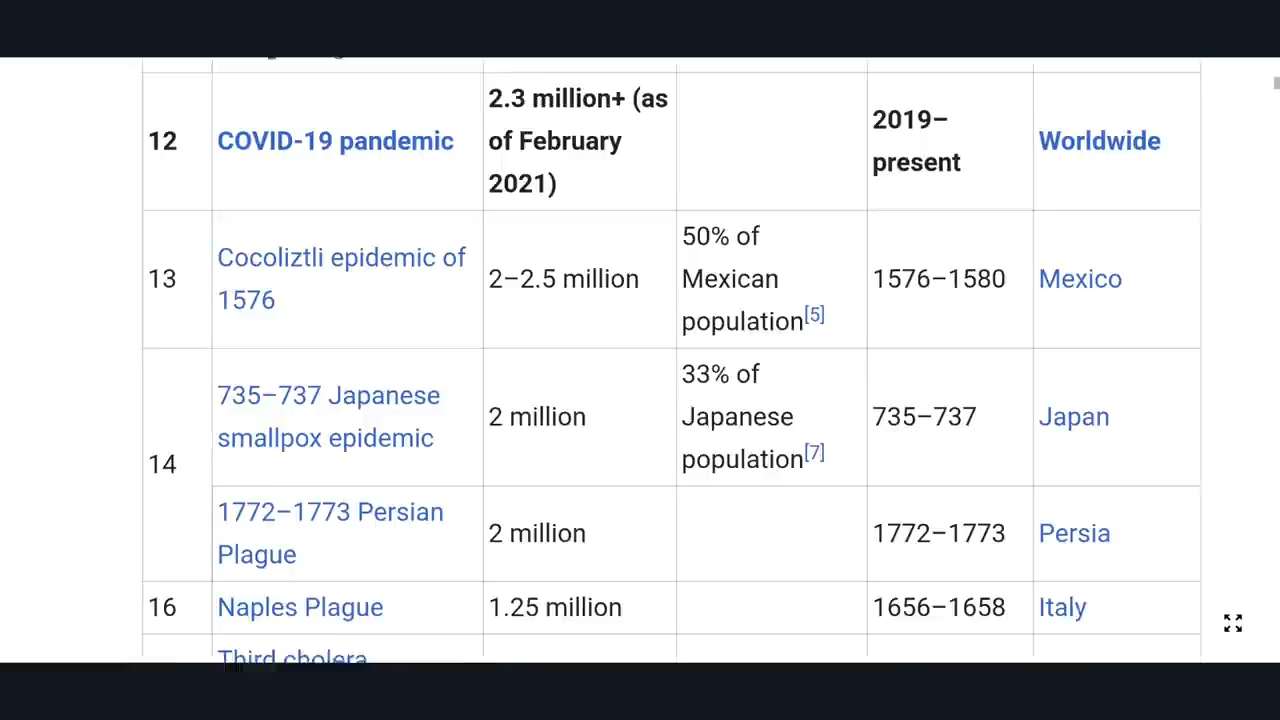 12 COVID-19 pandemic 2.3 million+ (as of February 2021) 2019–present Worldwide
13 Cocoliztli epidemic of 1576 2–2.5 million 50% of Mexican population[5] 1576–1580 Mexico
14 735–737 Japanese smallpox epidemic 2 million 33% of Japanese population[7] 735–737 Japan
1772–1773 Persian Plague 2 million 1772–1773 Persia
16 Naples Plague 1.25 million 1656–1658 Italy
Third cholera